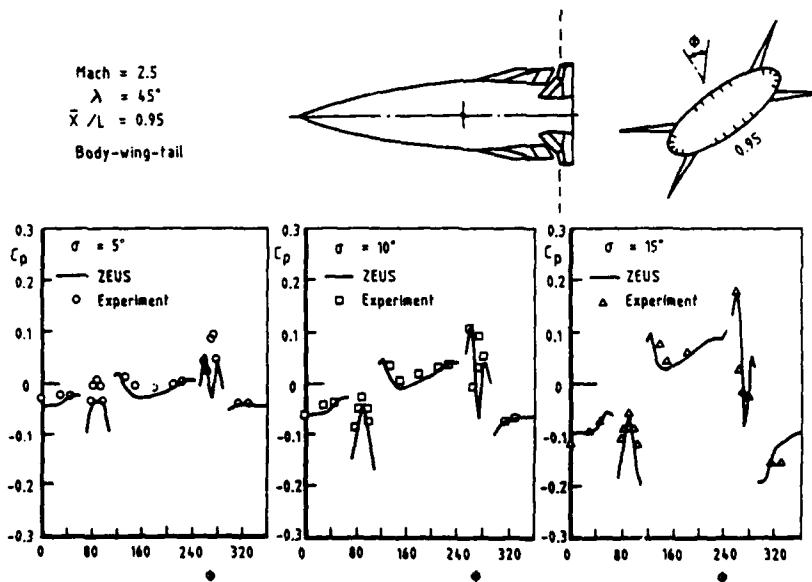 Mach = 2.5
λ = 45°
X̄ /L = 0.95
Body-wing-tail
Φ
0.95
0.3
0.2
0.1
0
-0.1
-0.2
-0.3
Cp
σ = 5°
ZEUS
Experiment
0 80 160 240 320
Φ
0.3
0.2
0.1
0
-0.1
-0.2
-0.3
Cp
σ = 10°
ZEUS
Experiment
0 80 160 240 320
Φ
0.3
0.2
0.1
0
-0.1
-0.2
-0.3
Cp
σ = 15°
ZEUS
Experiment
0 80 160 240 320
Φ